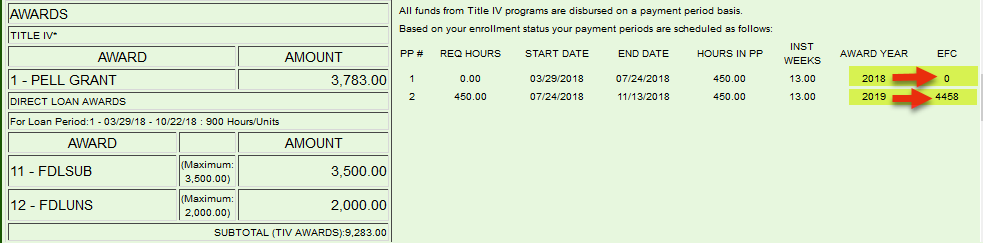 AWARDS
TITLE IV*
AWARD AMOUNT
1 - PELL GRANT 3,783.00
DIRECT LOAN AWARDS
For Loan Period:1 - 03/29/18 - 10/22/18 : 900 Hours/Units
AWARD AMOUNT
11 - FDLSUB (Maximum: 3,500.00) 3,500.00
12 - FDLUNS (Maximum: 2,000.00) 2,000.00
SUBTOTAL (TIV AWARDS):9,283.00
All funds from Title IV programs are disbursed on a payment period basis.
Based on your enrollment status your payment periods are scheduled as follows:
PP # REQ HOURS START DATE END DATE HOURS IN PP INST WEEKS AWARD YEAR EFC
1 0.00 03/29/2018 07/24/2018 450.00 13.00 2018 0
2 450.00 07/24/2018 11/13/2018 450.00 13.00 2019 4458